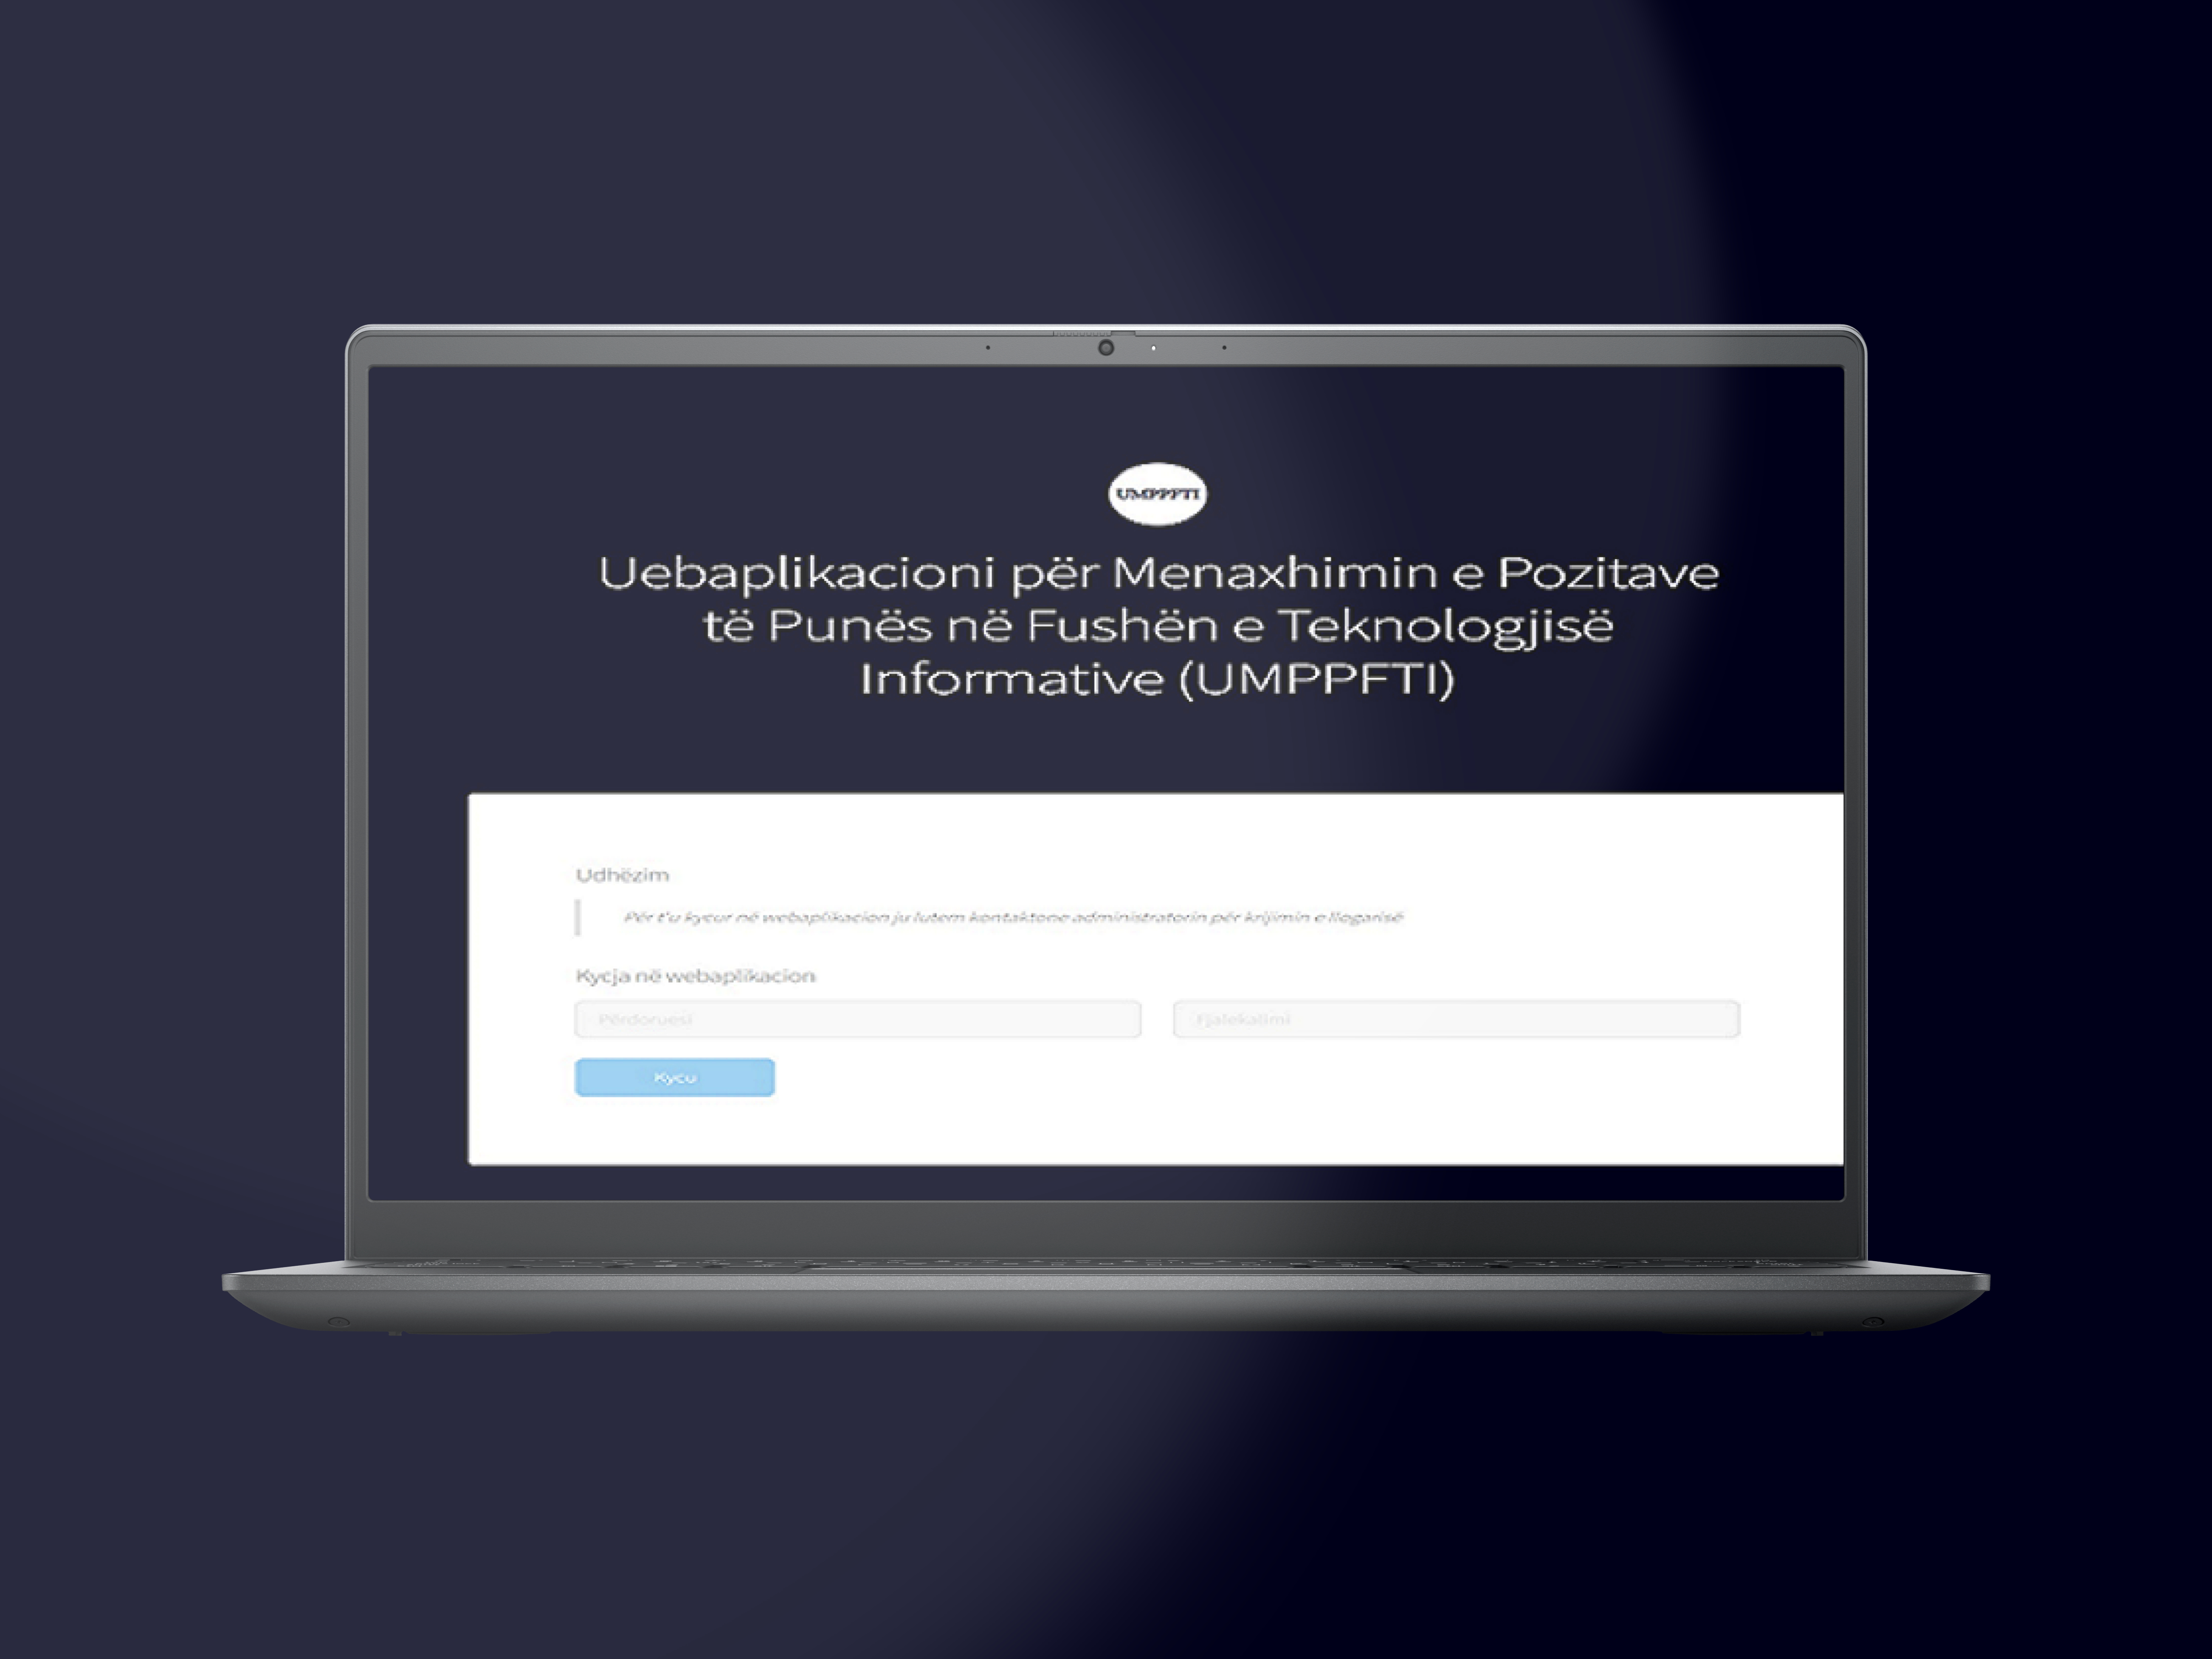 UMPPFTI
Uebaplikacioni për Menaxhimin e Pozitave
të Punës në Fushën e Teknologjisë
Informative (UMPPFTI)
Udhëzim
Për t'u kycur në webaplikacion ju lutem kontaktone administratorin për krijimin e llogarisë
Kycja në webaplikacion
Përdoruesi
Fjalekalimi
Kycu